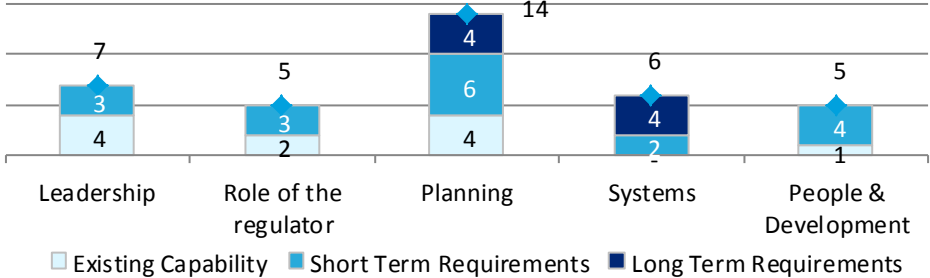 14
7
5
6
5
4
3
3
6
4
4
4
2
4
2
-
1
Leadership
Role of the
regulator
Planning
Systems
People &
Development
Existing Capability
Short Term Requirements
Long Term Requirements